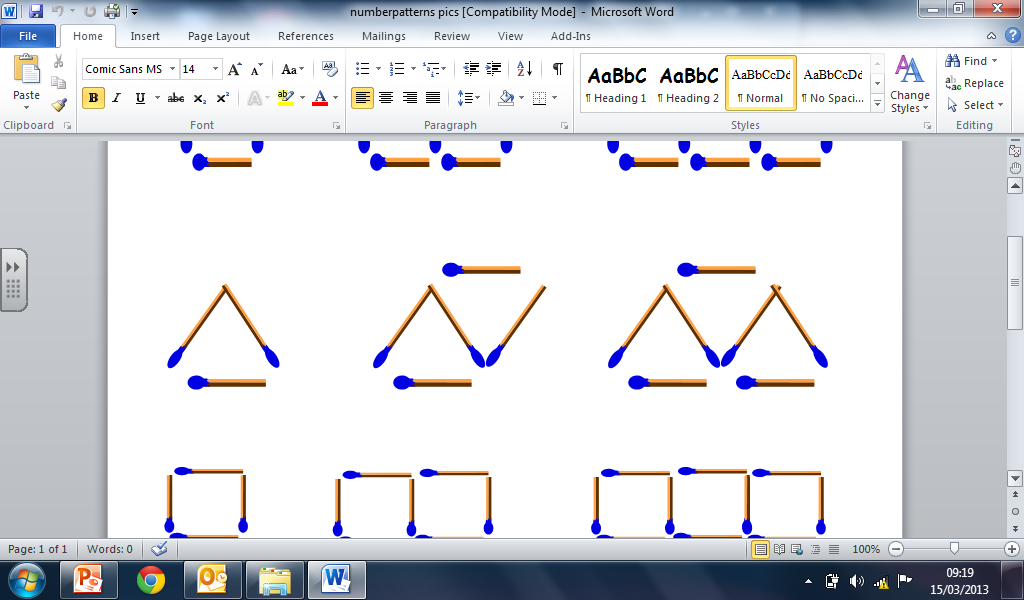 numberpatterns pics [Compatibility Mode] - Microsoft Word
File Home Insert Page Layout References Mailings Review View Add-Ins
Paste
Comic Sans MS 14
AaBbC AaBbC AaBbCcDd AaBbCcDd
¶ Heading 1 ¶ Heading 2 ¶ Normal ¶ No Spaci...
Change
Styles
Find
Replace
Select
Clipboard Font Paragraph Styles Editing
Page: 1 of 1 Words: 0 100%
09:19
15/03/2013